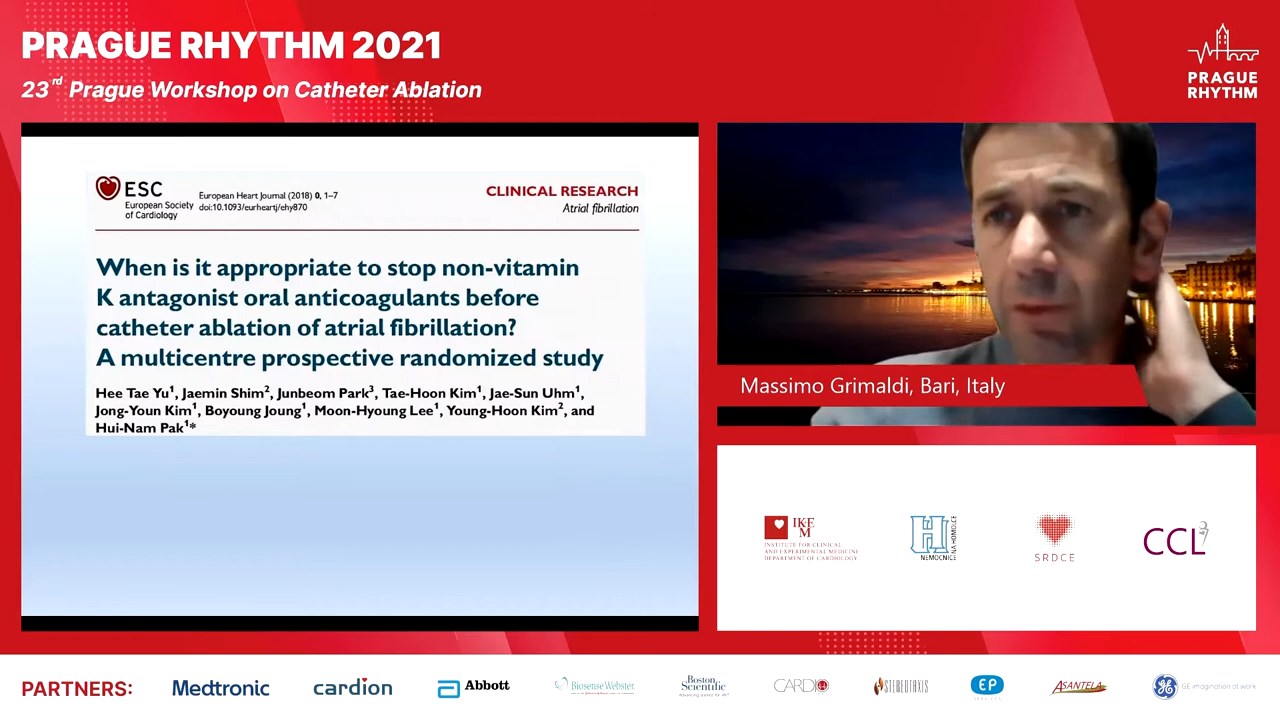 PRAGUE RHYTHM 2021
23rd Prague Workshop on Catheter Ablation
PRAGUE
RHYTHM
ESC
European Society
of Cardiology
European Heart Journal (2018) 0, 1–7
doi:10.1093/eurheartj/ehy870
CLINICAL RESEARCH
Atrial fibrillation
When is it appropriate to stop non-vitamin
K antagonist oral anticoagulants before
catheter ablation of atrial fibrillation?
A multicentre prospective randomized study
Hee Tae Yu1, Jaemin Shim2, Junbeom Park3, Tae-Hoon Kim1, Jae-Sun Uhm1,
Jong-Youn Kim1, Boyoung Joung1, Moon-Hyoung Lee1, Young-Hoon Kim2, and
Hui-Nam Pak1*
Massimo Grimaldi, Bari, Italy
IKEM
INSTITUTE FOR CLINICAL
AND EXPERIMENTAL MEDICINE
DEPARTMENT OF CARDIOLOGY
NEMOCNICE NA HOMOLCE
SRDCE
CCL
PARTNERS:
Medtronic
cardion
Abbott
Biosense Webster
Boston
Scientific
CARDIO
STEREOTAXIS
EP
SERVICES
ASANTELA
GE imagination at work